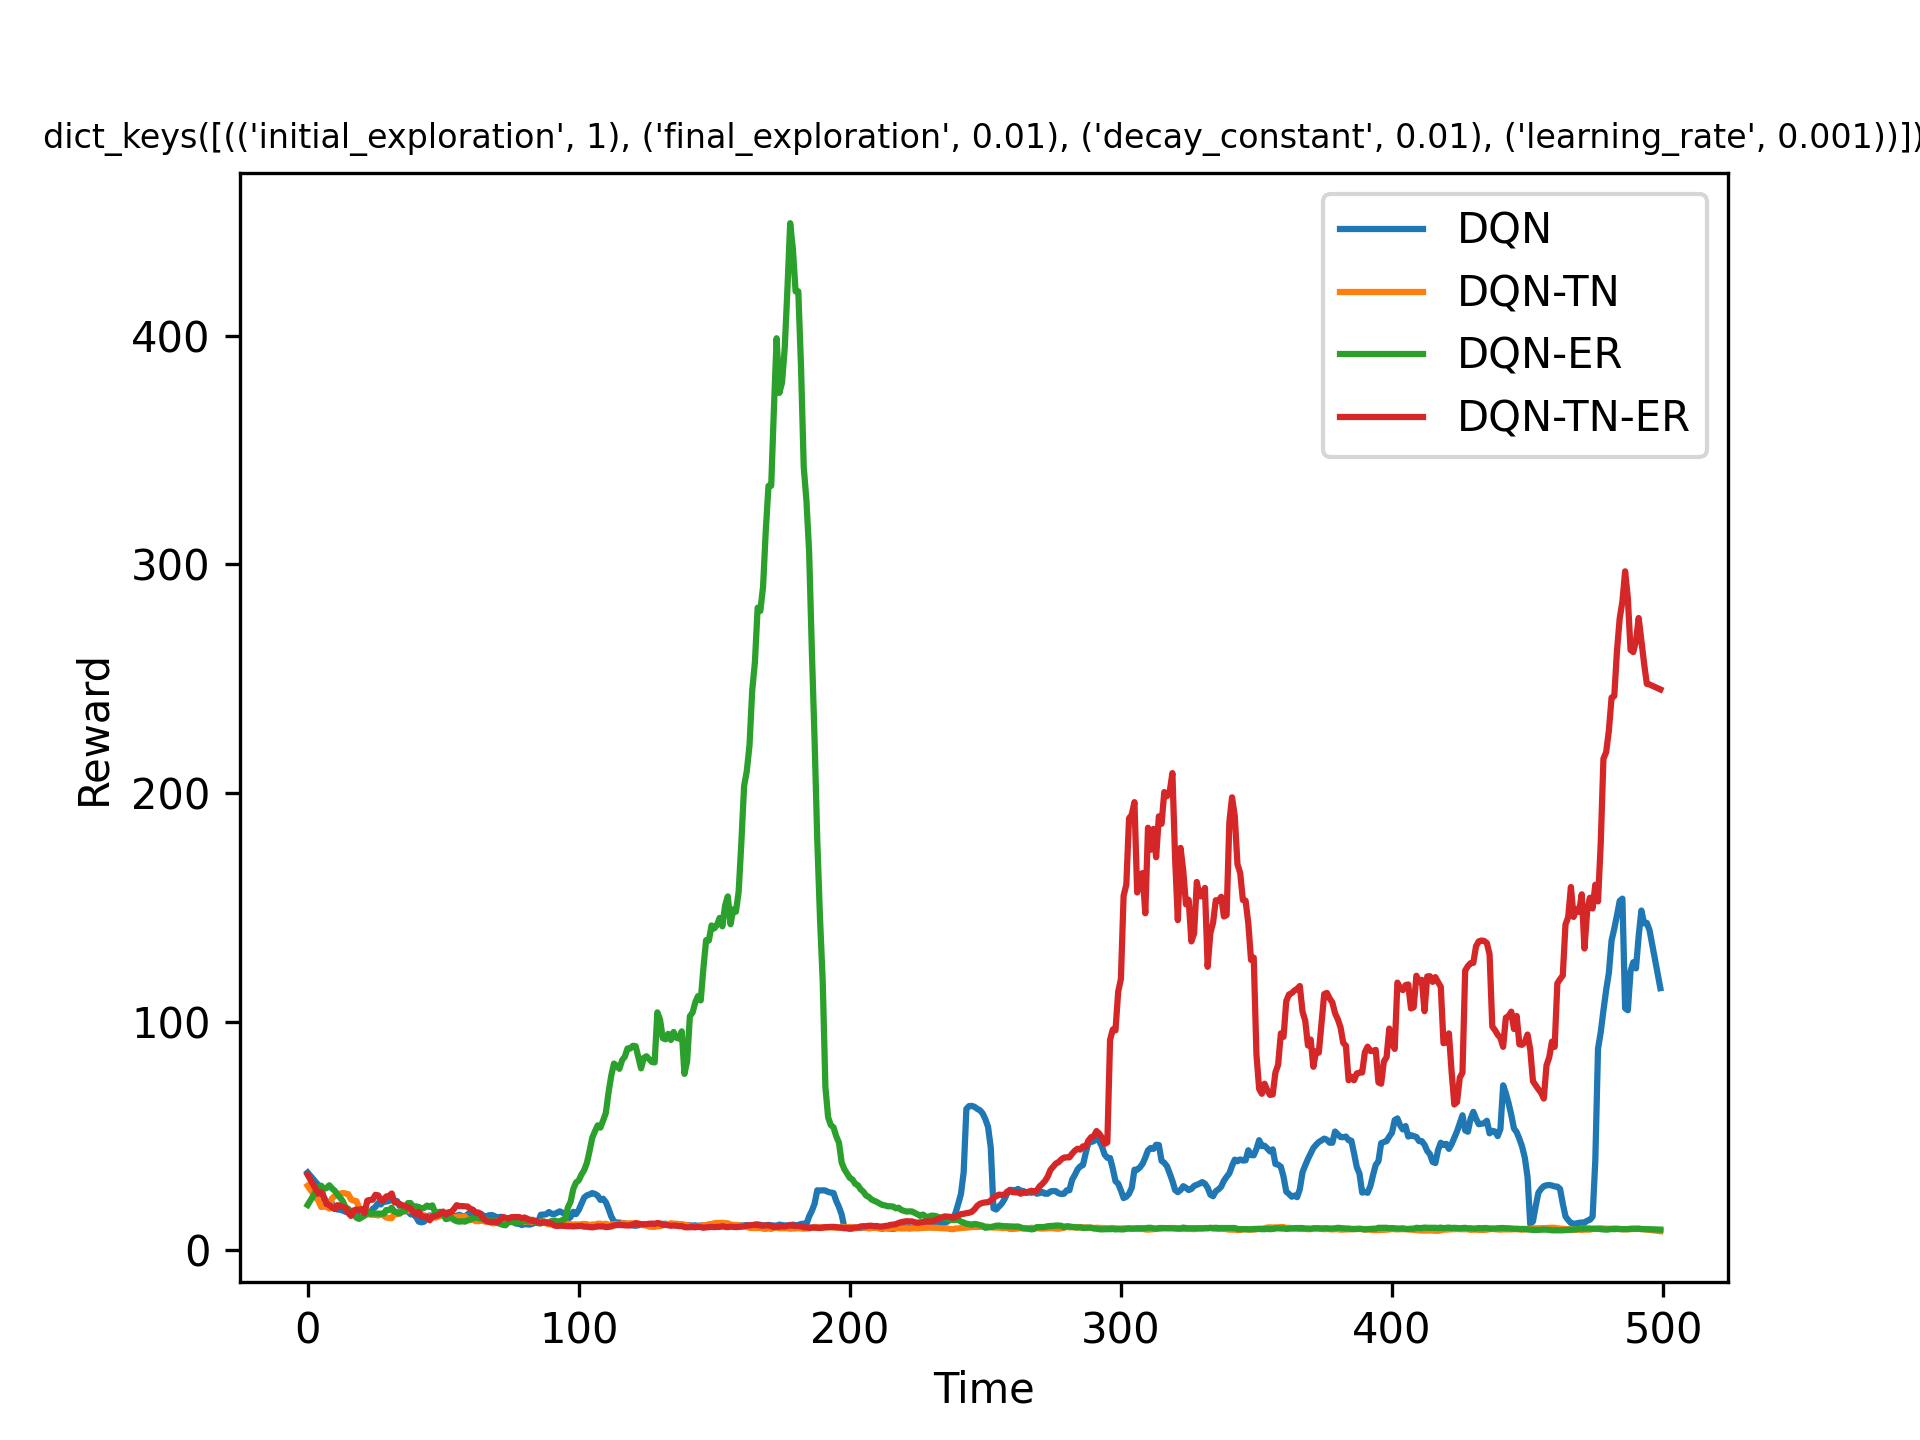 dict_keys([(('initial_exploration', 1), ('final_exploration', 0.01), ('decay_constant', 0.01), ('learning_rate', 0.001))])
DQN
DQN-TN
DQN-ER
DQN-TN-ER
400
300
200
100
0
Reward
0 100 200 300 400 500
Time